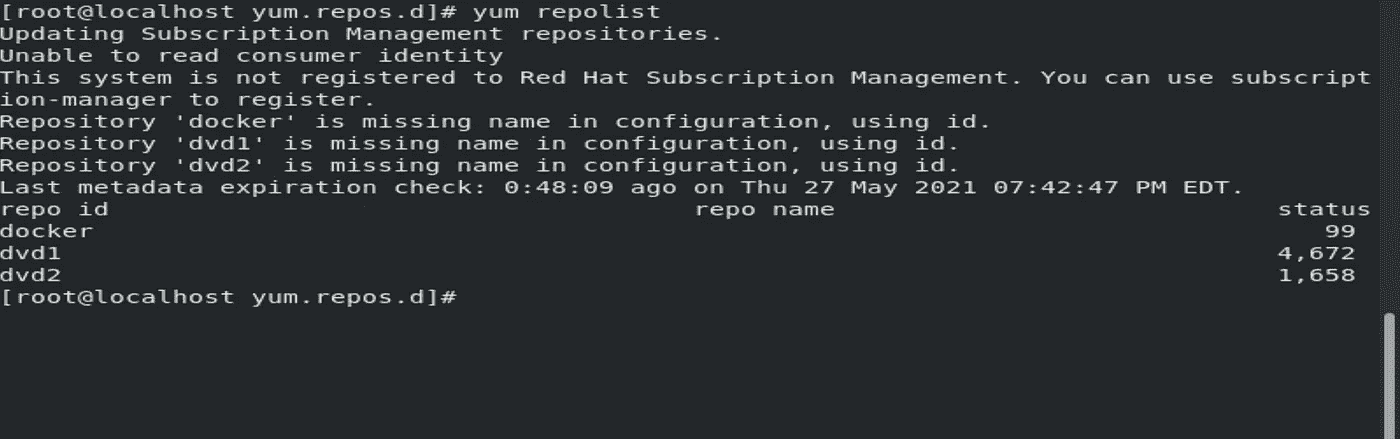 [root@localhost yum.repos.d]# yum repolist
Updating Subscription Management repositories.
Unable to read consumer identity
This system is not registered to Red Hat Subscription Management. You can use subscript
ion-manager to register.
Repository 'docker' is missing name in configuration, using id.
Repository 'dvd1' is missing name in configuration, using id.
Repository 'dvd2' is missing name in configuration, using id.
Last metadata expiration check: 0:48:09 ago on Thu 27 May 2021 07:42:47 PM EDT.
repo id repo name status
docker 99
dvd1 4,672
dvd2 1,658
[root@localhost yum.repos.d]#